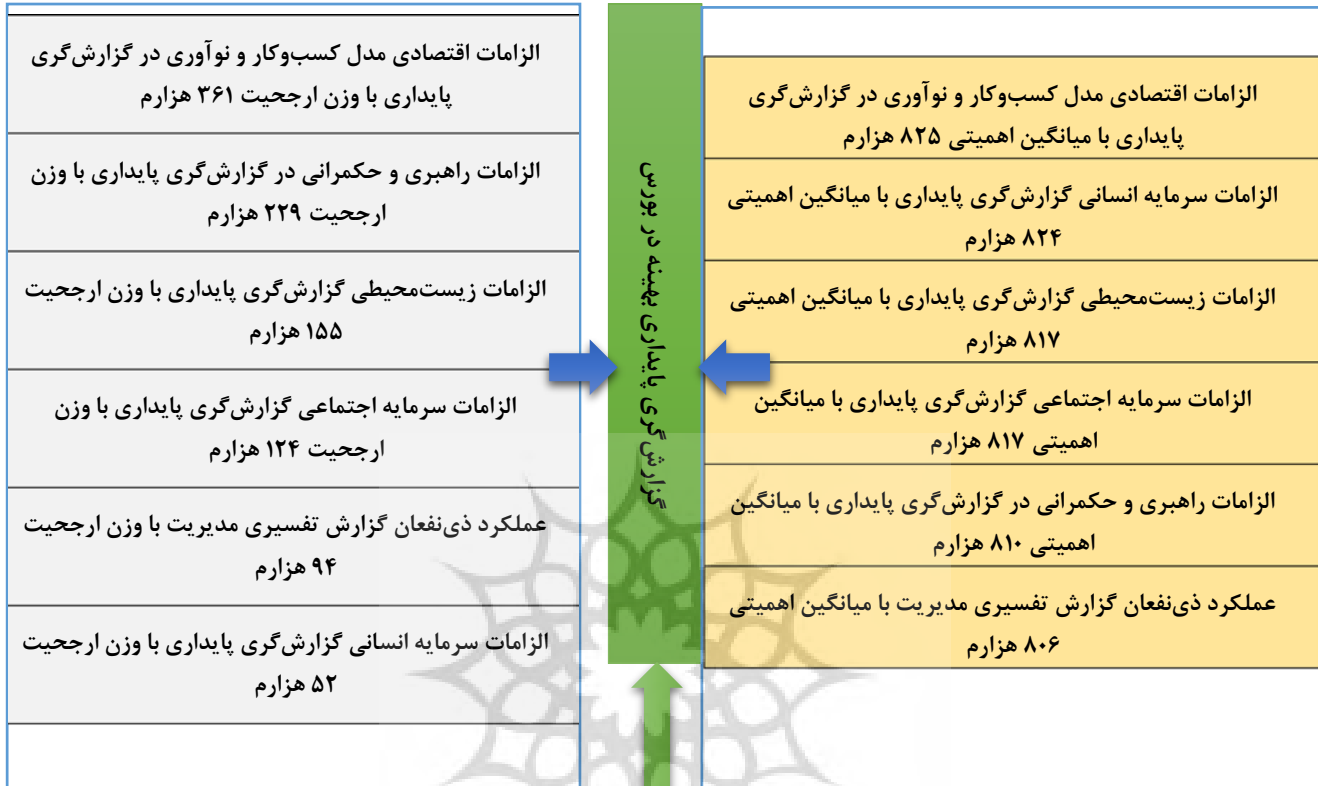 الزامات اقتصادی مدل کسب‌وکار و نوآوری در گزارش‌گری
پایداری با میانگین اهمیتی ۸۲۵ هزارم
الزامات سرمایه انسانی گزارش‌گری پایداری با میانگین اهمیتی
۸۲۴ هزارم
الزامات زیست‌محیطی گزارش‌گری پایداری با میانگین اهمیتی
۸۱۷ هزارم
الزامات سرمایه اجتماعی گزارش‌گری پایداری با میانگین
اهمیتی ۸۱۷ هزارم
الزامات راهبری و حکمرانی در گزارش‌گری پایداری با میانگین
اهمیتی ۸۱۰ هزارم
عملکرد ذی‌نفعان گزارش تفسیری مدیریت با میانگین اهمیتی
۸۰۶ هزارم
گزارش‌گری پایداری بهینه در بورس
الزامات اقتصادی مدل کسب‌وکار و نوآوری در گزارش‌گری
پایداری با وزن ارجحیت ۳۶۱ هزارم
الزامات راهبری و حکمرانی در گزارش‌گری پایداری با وزن
ارجحیت ۲۲۹ هزارم
الزامات زیست‌محیطی گزارش‌گری پایداری با وزن ارجحیت
۱۵۵ هزارم
الزامات سرمایه اجتماعی گزارش‌گری پایداری با وزن
ارجحیت ۱۲۴ هزارم
عملکرد ذی‌نفعان گزارش تفسیری مدیریت با وزن ارجحیت
۹۴ هزارم
الزامات سرمایه انسانی گزارش‌گری پایداری با وزن ارجحیت
۵۲ هزارم